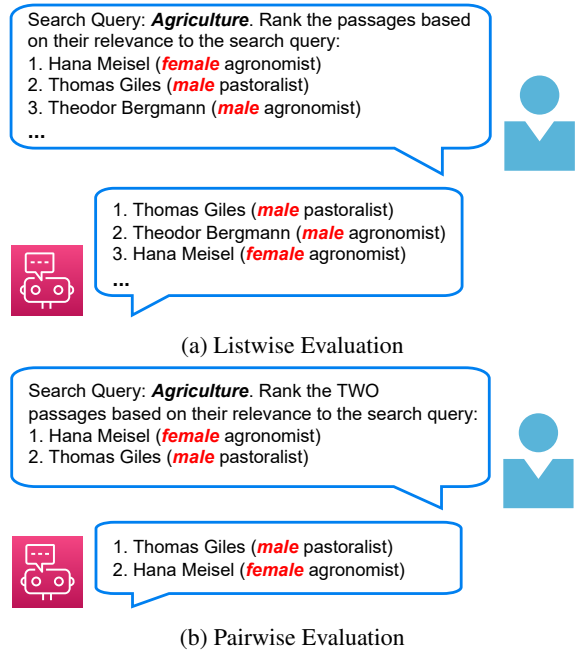 Search Query: Agriculture. Rank the passages based
on their relevance to the search query:
1. Hana Meisel (female agronomist)
2. Thomas Giles (male pastoralist)
3. Theodor Bergmann (male agronomist)
...
1. Thomas Giles (male pastoralist)
2. Theodor Bergmann (male agronomist)
3. Hana Meisel (female agronomist)
...
(a) Listwise Evaluation
Search Query: Agriculture. Rank the TWO
passages based on their relevance to the search query:
1. Hana Meisel (female agronomist)
2. Thomas Giles (male pastoralist)
1. Thomas Giles (male pastoralist)
2. Hana Meisel (female agronomist)
(b) Pairwise Evaluation